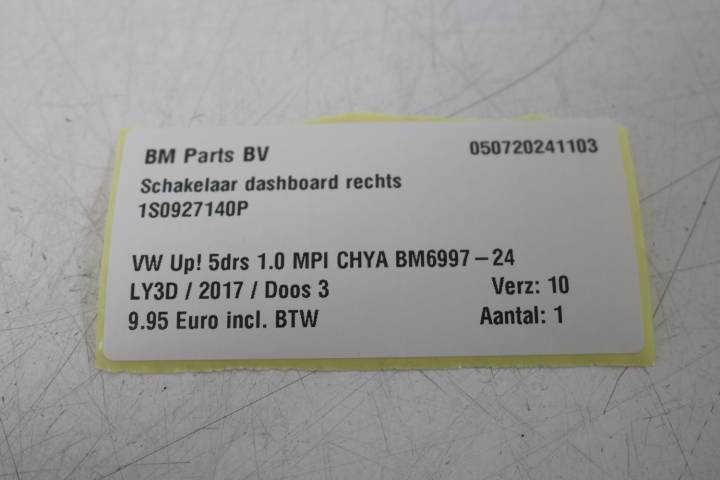 BM Parts BV 050720241103
Schakelaar dashboard rechts
1S0927140P
VW Up! 5drs 1.0 MPI CHYA BM6997-24
LY3D / 2017 / Doos 3 Verz: 10
9.95 Euro incl. BTW Aantal: 1